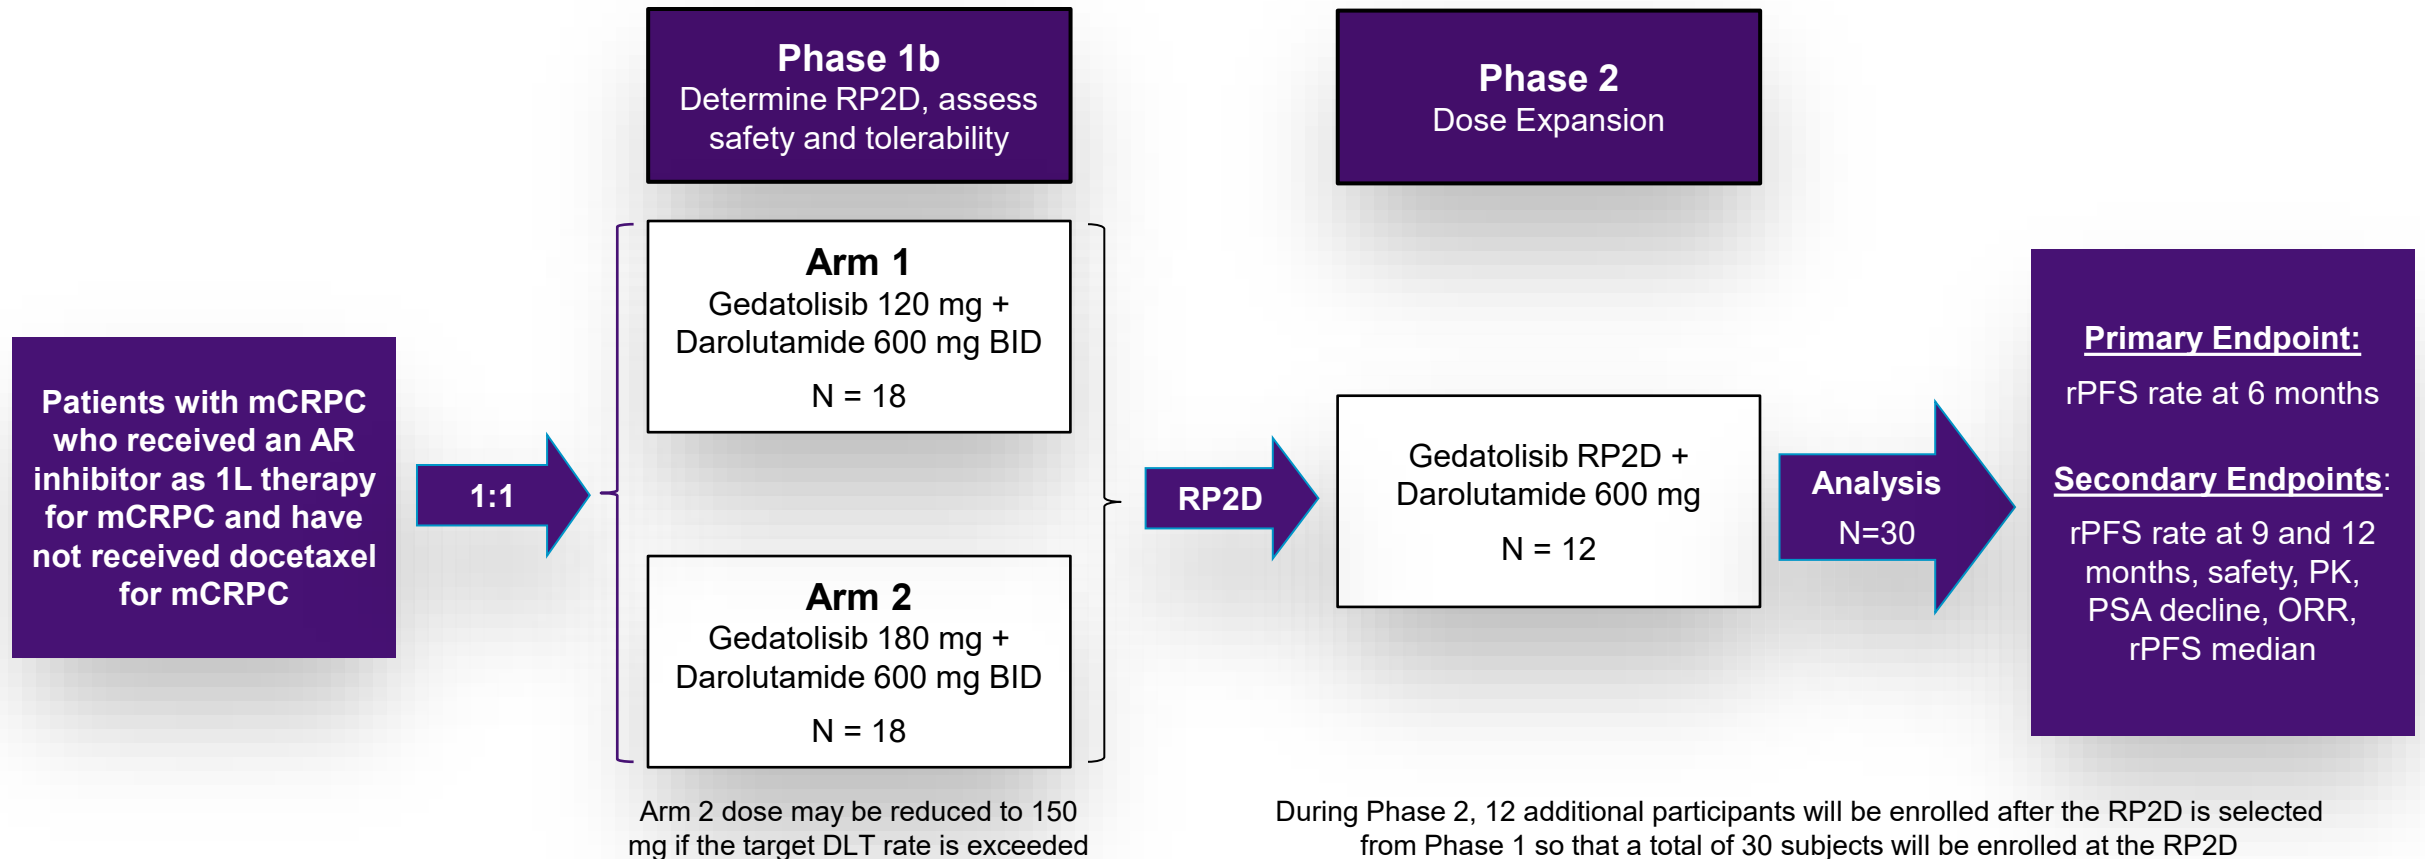 Phase 1b
Determine RP2D, assess
safety and tolerability
Phase 2
Dose Expansion
Patients with mCRPC
who received an AR
inhibitor as 1L therapy
for mCRPC and have
not received docetaxel
for mCRPC
1:1
Arm 1
Gedatolisib 120 mg +
Darolutamide 600 mg BID
N = 18
Arm 2
Gedatolisib 180 mg +
Darolutamide 600 mg BID
N = 18
Arm 2 dose may be reduced to 150
mg if the target DLT rate is exceeded
RP2D
Gedatolisib RP2D +
Darolutamide 600 mg
N = 12
Analysis
N=30
Primary Endpoint:
rPFS rate at 6 months
Secondary Endpoints:
rPFS rate at 9 and 12
months, safety, PK,
PSA decline, ORR,
rPFS median
During Phase 2, 12 additional participants will be enrolled after the RP2D is selected
from Phase 1 so that a total of 30 subjects will be enrolled at the RP2D